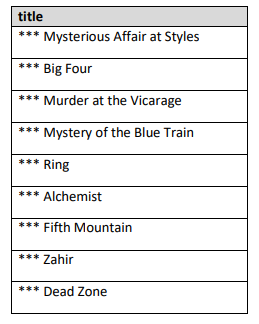 title
*** Mysterious Affair at Styles
*** Big Four
*** Murder at the Vicarage
*** Mystery of the Blue Train
*** Ring
*** Alchemist
*** Fifth Mountain
*** Zahir
*** Dead Zone